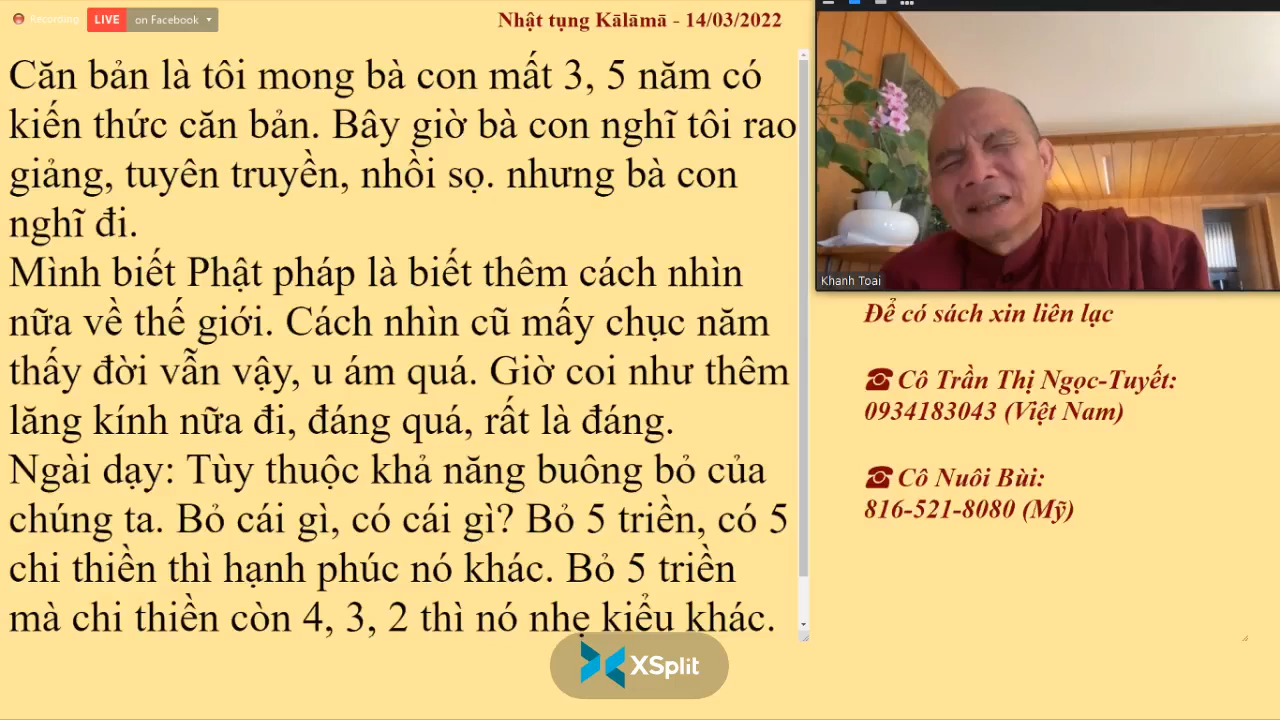 Recording
LIVE on Facebook
Nhật tụng Kālāmā - 14/03/2022
Căn bản là tôi mong bà con mất 3, 5 năm có
kiến thức căn bản. Bây giờ bà con nghĩ tôi rao
giảng, tuyên truyền, nhồi sọ. nhưng bà con
nghĩ đi.
Mình biết Phật pháp là biết thêm cách nhìn
nữa về thế giới. Cách nhìn cũ mấy chục năm
thấy đời vẫn vậy, u ám quá. Giờ coi như thêm
lăng kính nữa đi, đáng quá, rất là đáng.
Ngài dạy: Tùy thuộc khả năng buông bỏ của
chúng ta. Bỏ cái gì, có cái gì? Bỏ 5 triền, có 5
chi thiền thì hạnh phúc nó khác. Bỏ 5 triền
mà chi thiền còn 4, 3, 2 thì nó nhẹ kiểu khác.
Khanh Toai
Để có sách xin liên lạc
☎ Cô Trần Thị Ngọc-Tuyết:
0934183043 (Việt Nam)
☎ Cô Nuôi Bùi:
816-521-8080 (Mỹ)
XSplit